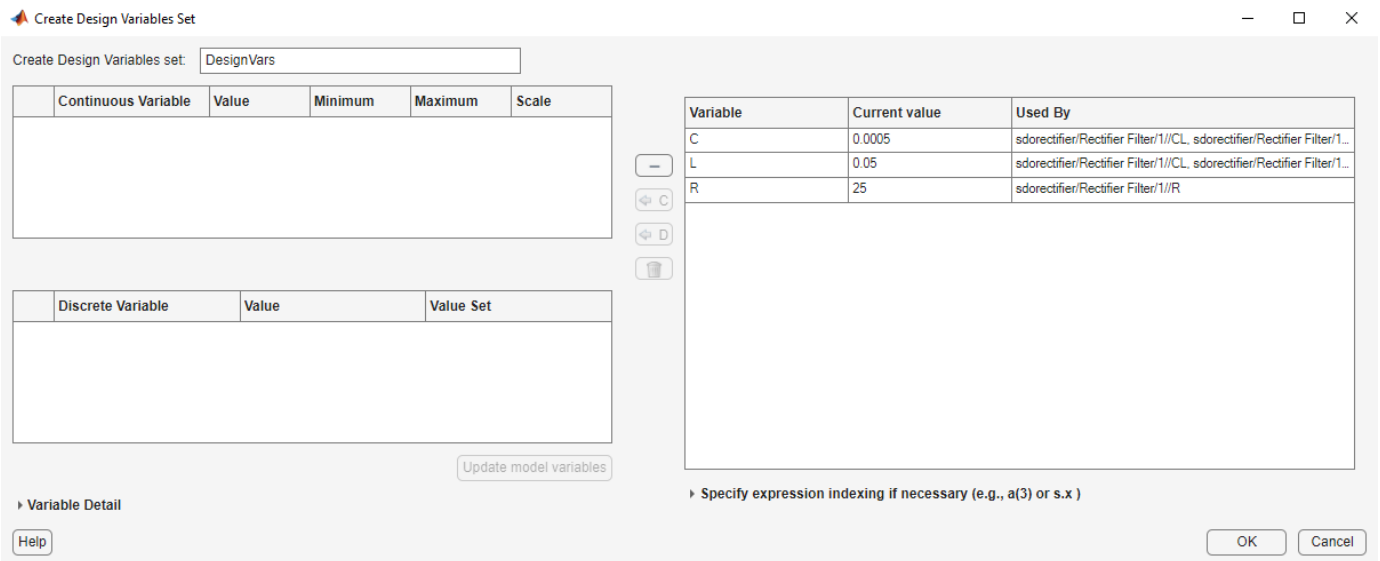 Create Design Variables Set
Create Design Variables set: DesignVars
Continuous Variable Value Minimum Maximum Scale
Discrete Variable Value Value Set
Update model variables
Variable Detail
Help
−
C
D
Variable Current value Used By
C 0.0005 sdorectifier/Rectifier Filter/1//CL, sdorectifier/Rectifier Filter/1...
L 0.05 sdorectifier/Rectifier Filter/1//CL, sdorectifier/Rectifier Filter/1...
R 25 sdorectifier/Rectifier Filter/1//R
Specify expression indexing if necessary (e.g., a(3) or s.x )
OK Cancel